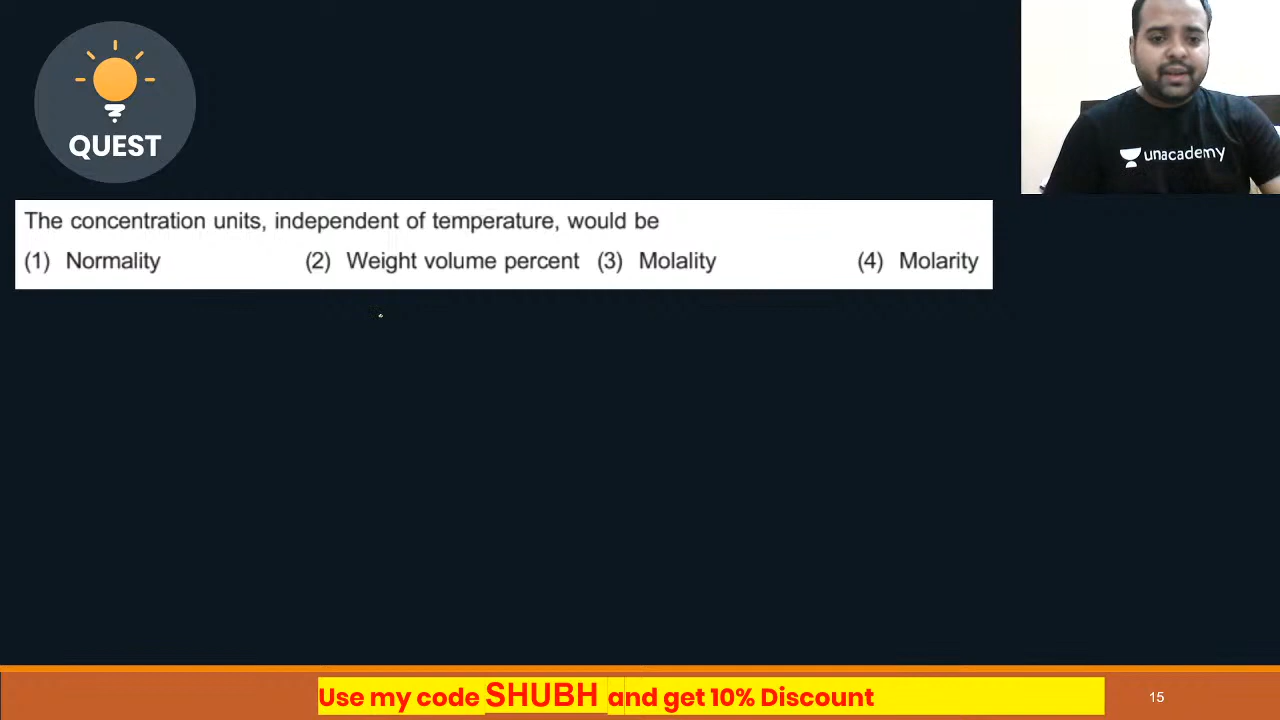 QUEST
unacademy
The concentration units, independent of temperature, would be
(1) Normality (2) Weight volume percent (3) Molality (4) Molarity
Use my code SHUBH and get 10% Discount
15